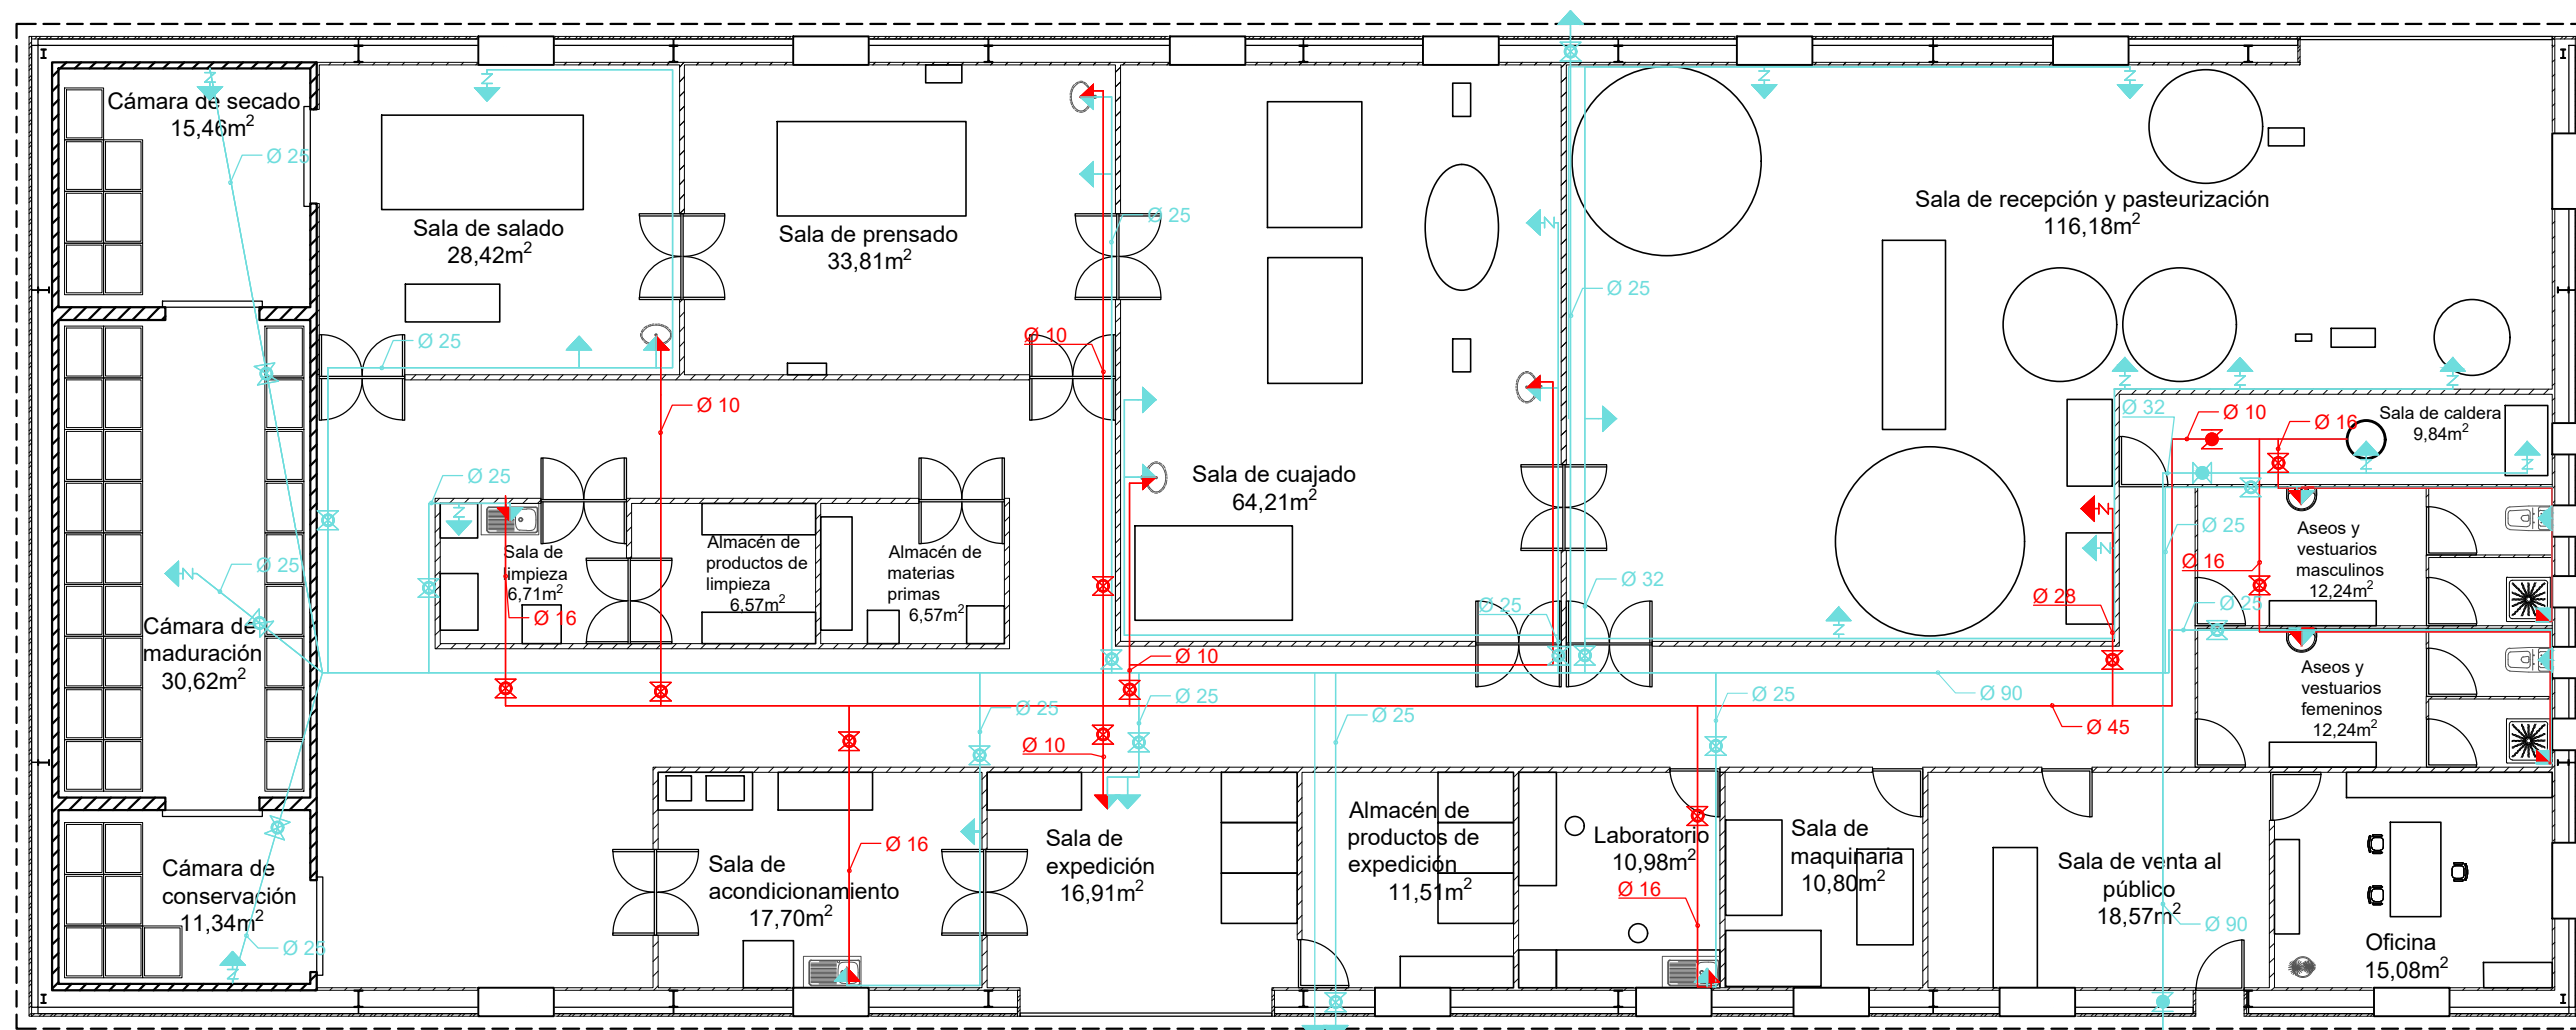 Cámara de secado
15,46m²
Ø 25
Sala de salado
28,42m²
Ø 25
Sala de prensado
33,81m²
Ø 10
Ø 25
Ø 10
Sala de cuajado
64,21m²
Ø 25
Sala de recepción y pasteurización
116,18m²
Ø 32
Ø 10
Ø 16
Sala de caldera
9,84m²
Ø 25
Ø 25
Cámara de
maduración
30,62m²
Sala de
limpieza
6,71m²
Ø 16
Almacén de
productos de
limpieza
6,57m²
Almacén de
materias
primas
6,57m²
Ø 25
Ø 32
Ø 28
Ø 25
Ø 16
Aseos y
vestuarios
masculinos
12,24m²
Ø 25
Ø 10
Ø 25
Ø 25
Ø 10
Ø 25
Ø 25
Ø 90
Ø 45
Aseos y
vestuarios
femeninos
12,24m²
Cámara de
conservación
11,34m²
Ø 25
Sala de
acondicionamiento
17,70m²
Ø 16
Sala de
expedición
16,91m²
Almacén de
productos de
expedición
11,51m²
Laboratorio
10,98m²
Ø 16
Sala de
maquinaria
10,80m²
Sala de venta al
público
18,57m²
Ø 90
Oficina
15,08m²